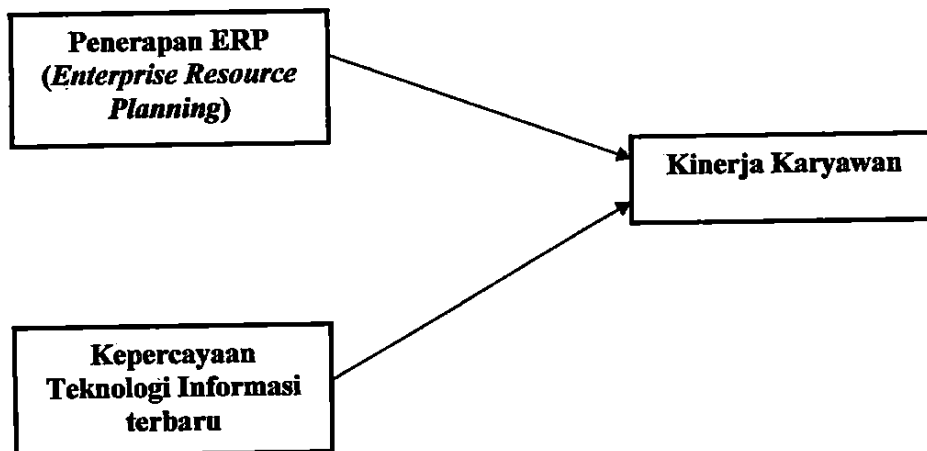 Penerapan ERP
(Enterprise Resource
Planning)
Kinerja Karyawan
Kepercayaan
Teknologi Informasi
terbaru